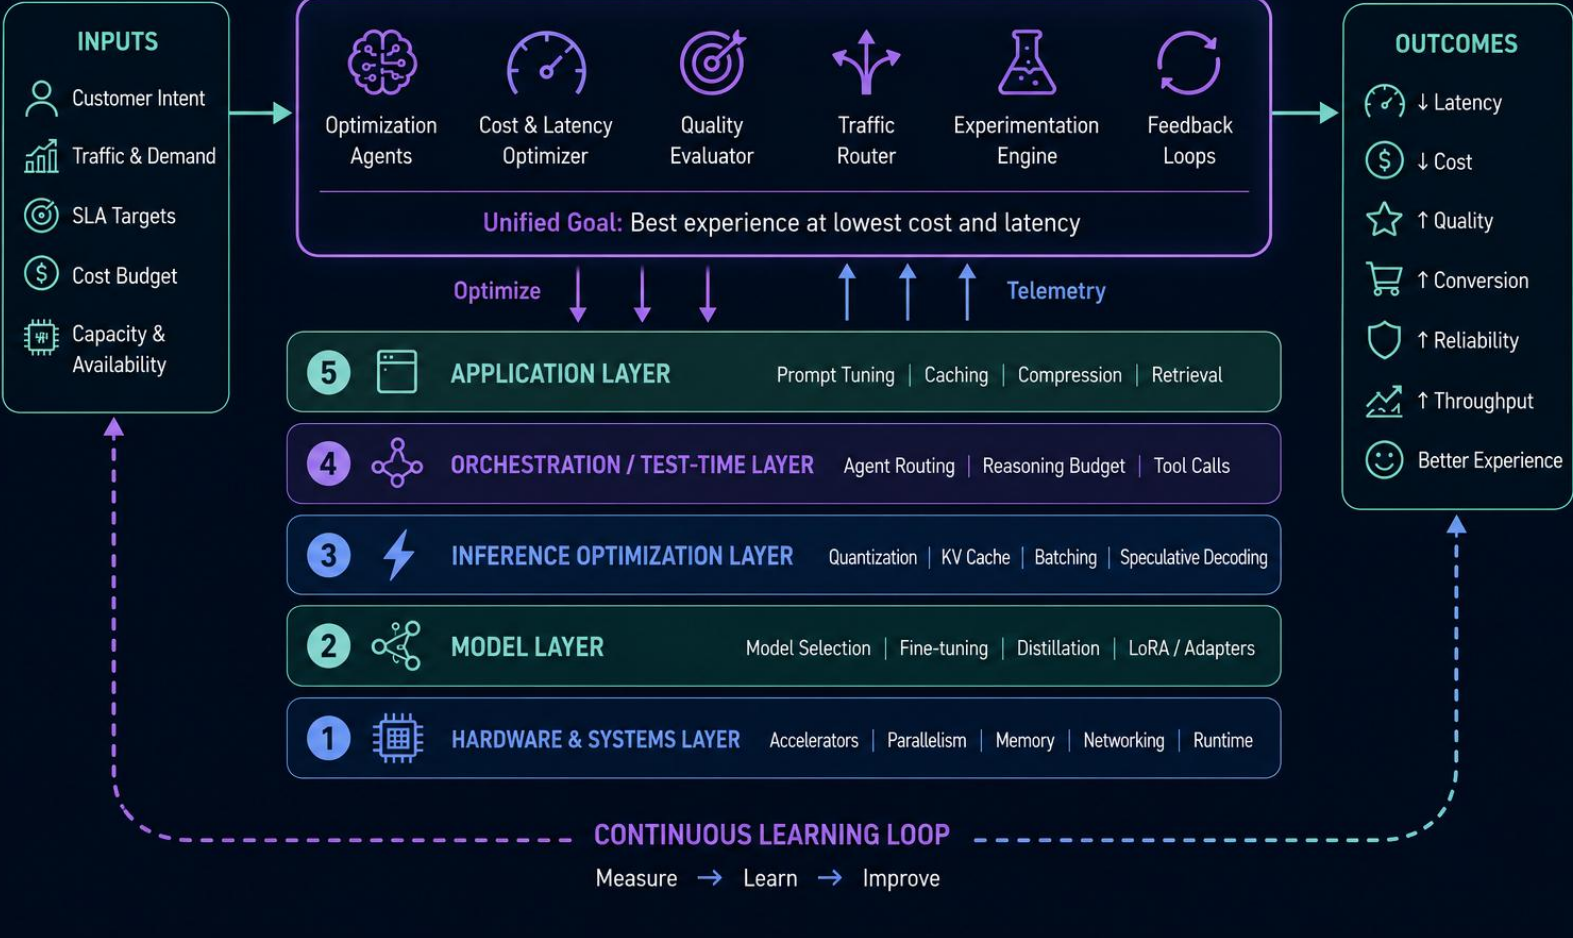 INPUTS
Customer Intent
Traffic & Demand
SLA Targets
Cost Budget
Capacity &
Availability
Optimization
Agents
Cost & Latency
Optimizer
Quality
Evaluator
Traffic
Router
Experimentation
Engine
Feedback
Loops
Unified Goal: Best experience at lowest cost and latency
OUTCOMES
↓ Latency
↓ Cost
↑ Quality
↑ Conversion
↑ Reliability
↑ Throughput
Better Experience
Optimize
Telemetry
5 APPLICATION LAYER Prompt Tuning | Caching | Compression | Retrieval
4 ORCHESTRATION / TEST-TIME LAYER Agent Routing | Reasoning Budget | Tool Calls
3 INFERENCE OPTIMIZATION LAYER Quantization | KV Cache | Batching | Speculative Decoding
2 MODEL LAYER Model Selection | Fine-tuning | Distillation | LoRA / Adapters
1 HARDWARE & SYSTEMS LAYER Accelerators | Parallelism | Memory | Networking | Runtime
CONTINUOUS LEARNING LOOP
Measure → Learn → Improve